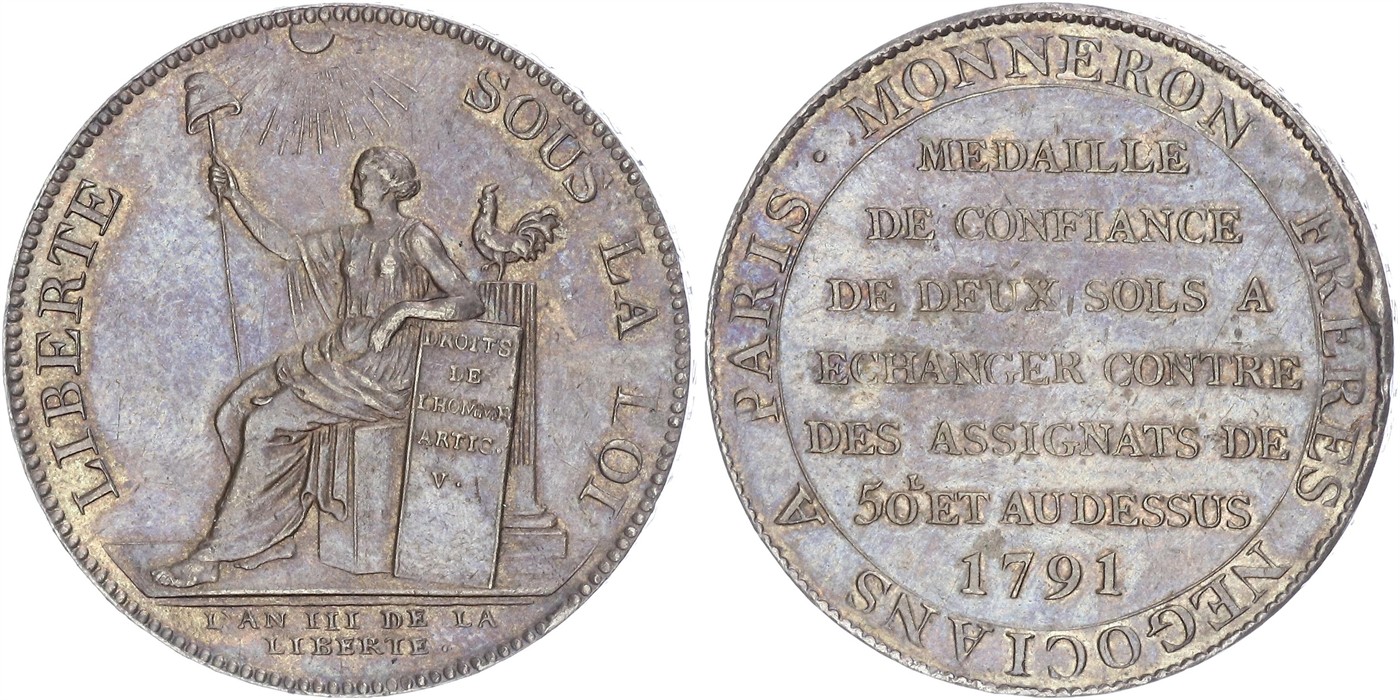 LIBERTE SOUS LA LOI
DROITS
DE
L'HOMME
ARTIC.
V.
L'AN III DE LA
LIBERTE.
MONNERON FRERES NEGOCIANS A PARIS ·
MEDAILLE
DE CONFIANCE
DE DEUX SOLS A
ECHANGER CONTRE
DES ASSIGNATS DE
50L ET AU DESSUS
1791